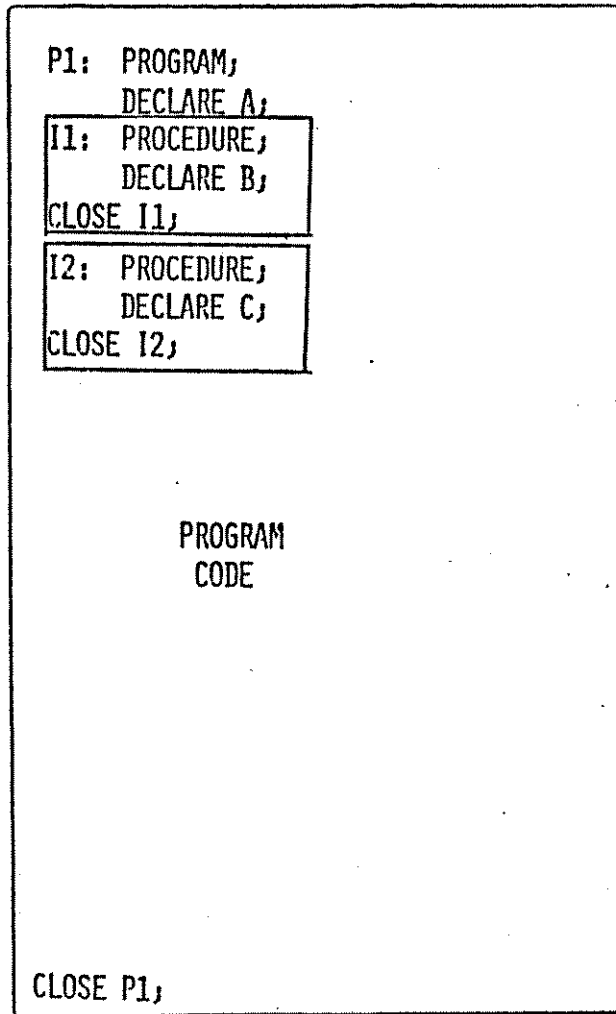 P1: PROGRAM;
DECLARE A;
I1: PROCEDURE;
DECLARE B;
CLOSE I1;
I2: PROCEDURE;
DECLARE C;
CLOSE I2;
PROGRAM
CODE
CLOSE P1;